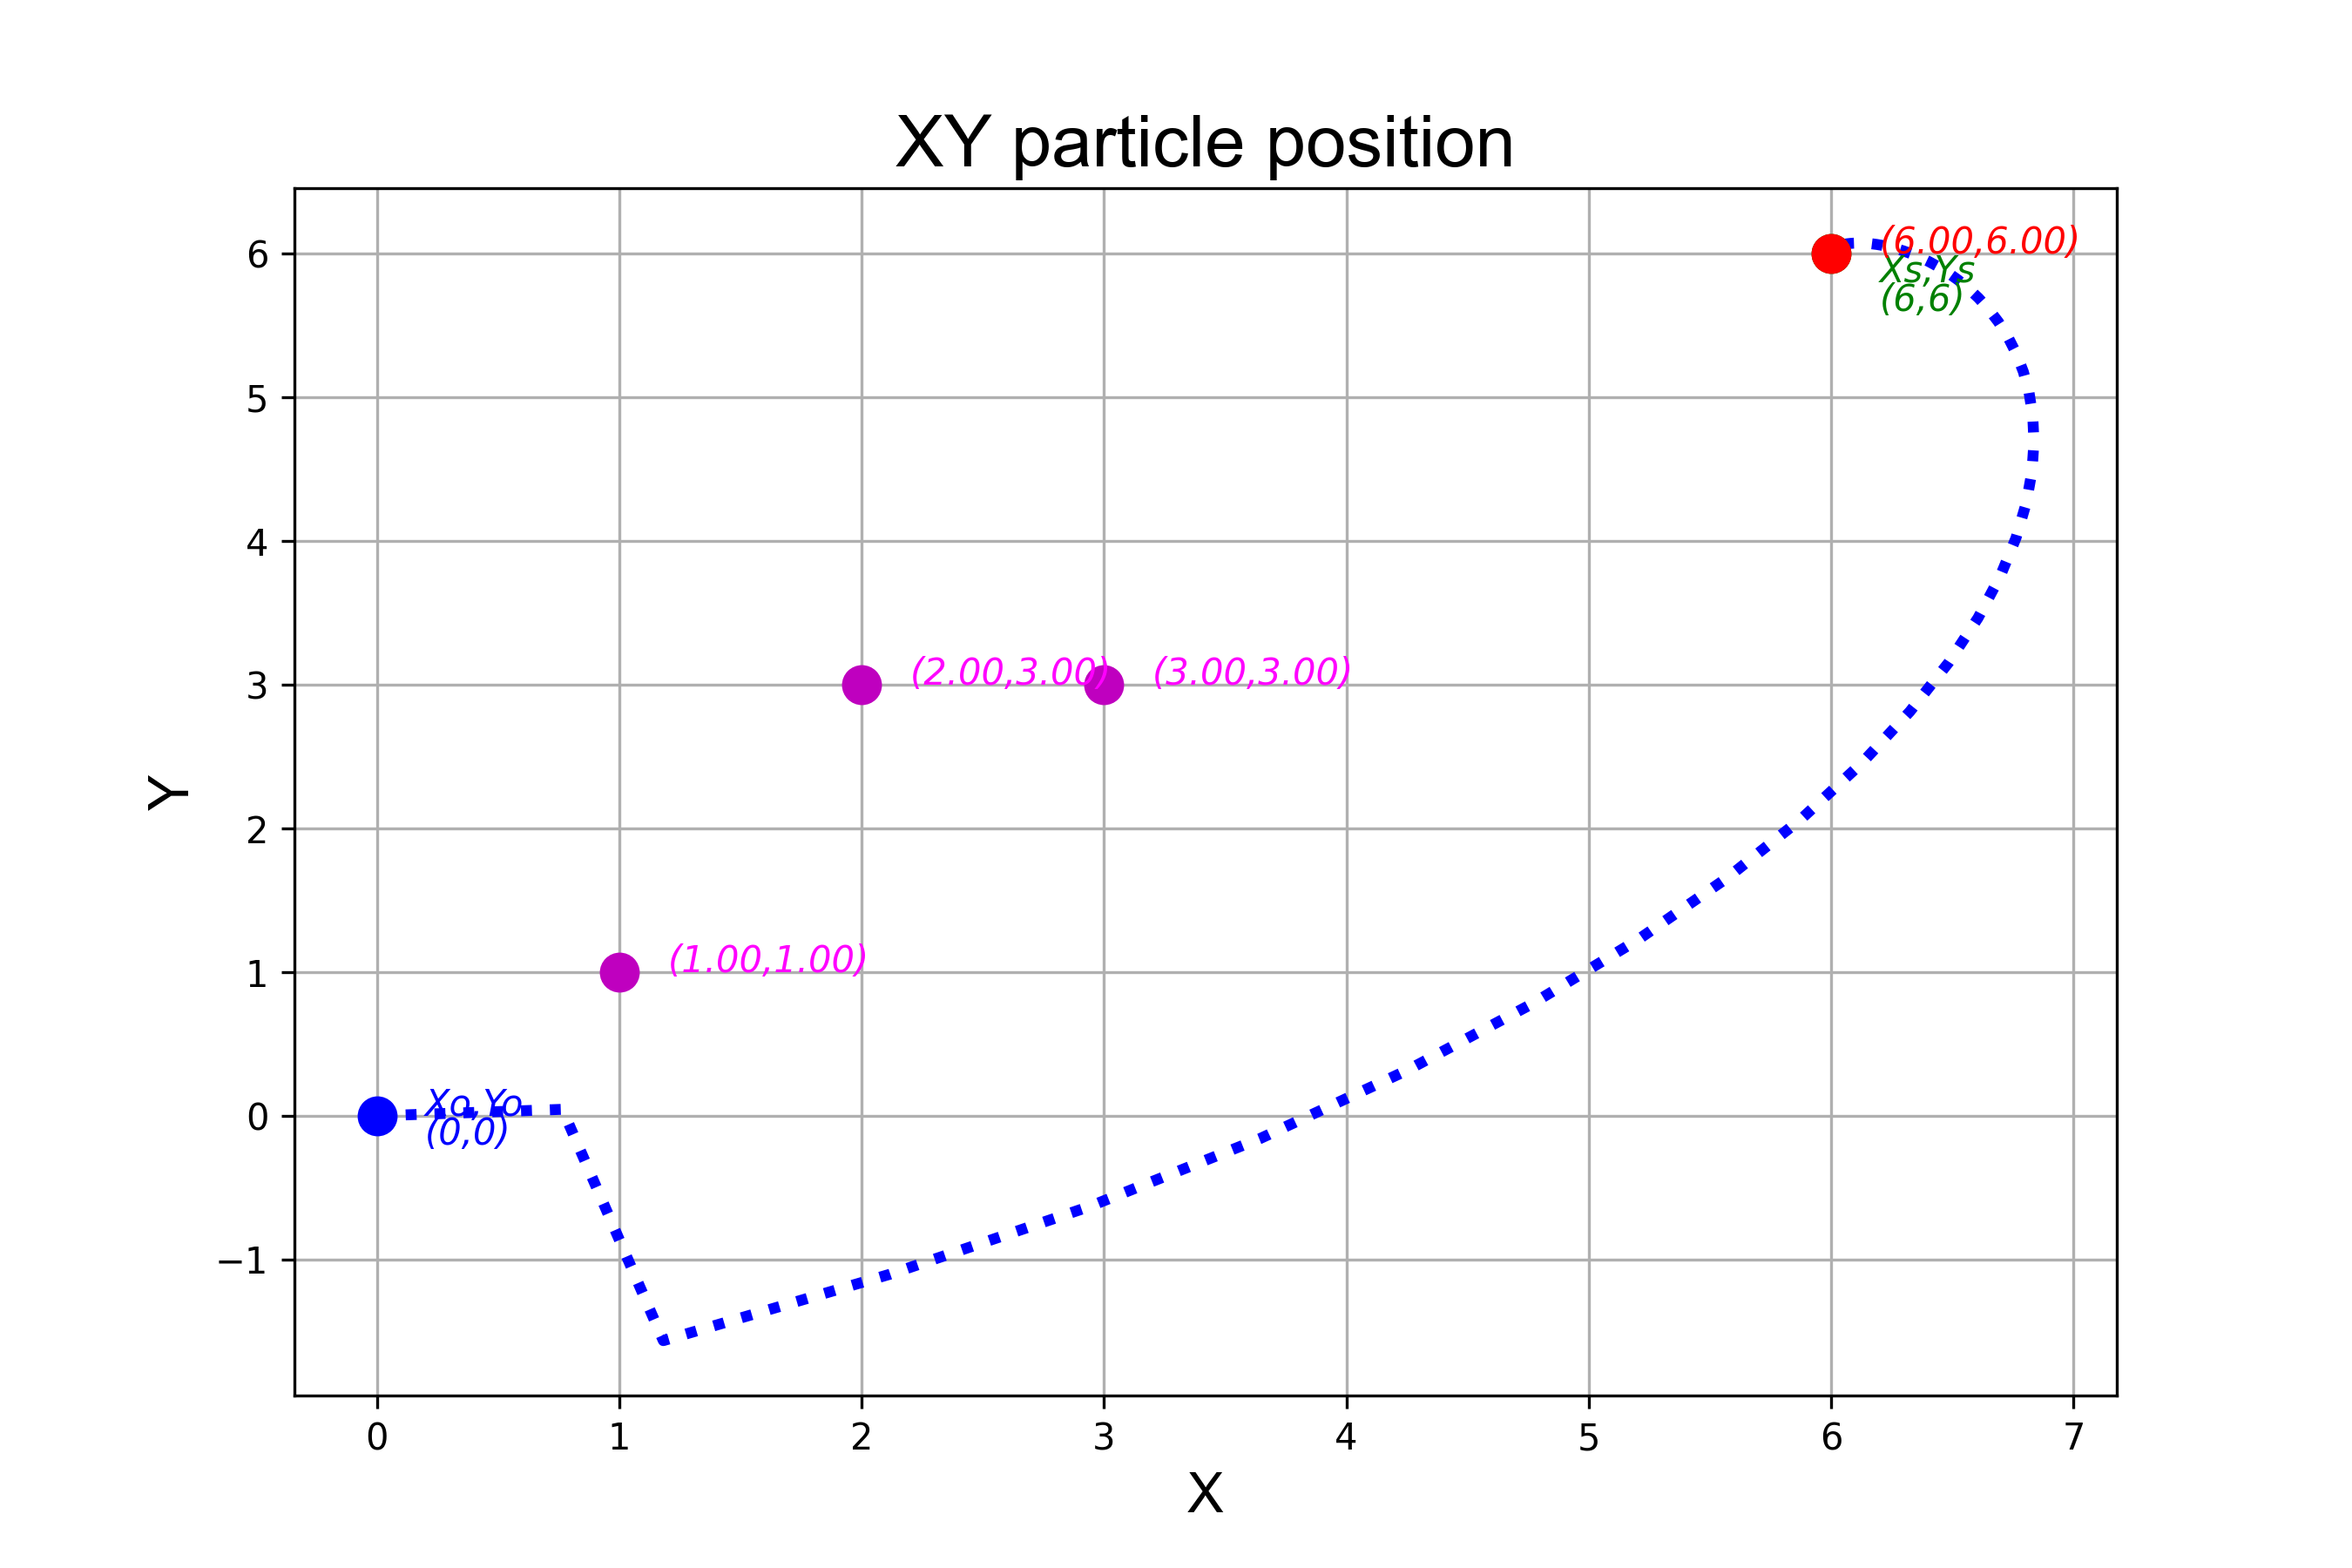 XY particle position
6
(6.00,6.00)
Xs,Ys
(6,6)
5
4
3
(2.00,3.00)
(3.00,3.00)
Y
2
1
(1.00,1.00)
0
Xo,Yo
(0,0)
−1
0 1 2 3 4 5 6 7
X